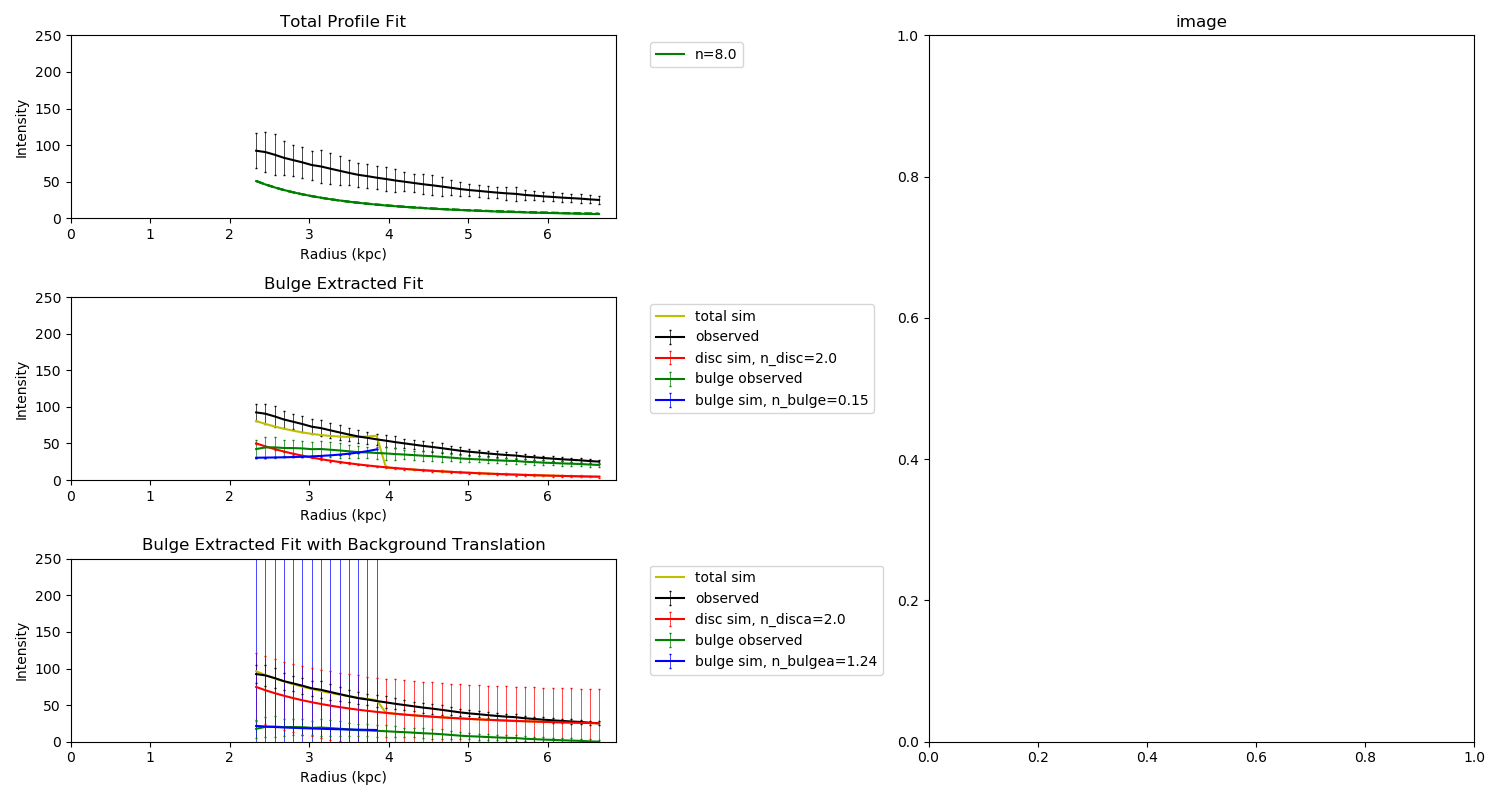 Total Profile Fit
250
200
150
100
50
0
Intensity
0 1 2 3 4 5 6
Radius (kpc)
n=8.0
Bulge Extracted Fit
250
200
150
100
50
0
Intensity
0 1 2 3 4 5 6
Radius (kpc)
total sim
observed
disc sim, n_disc=2.0
bulge observed
bulge sim, n_bulge=0.15
Bulge Extracted Fit with Background Translation
250
200
150
100
50
0
Intensity
0 1 2 3 4 5 6
Radius (kpc)
total sim
observed
disc sim, n_disca=2.0
bulge observed
bulge sim, n_bulgea=1.24
image
1.0
0.8
0.6
0.4
0.2
0.0
0.0 0.2 0.4 0.6 0.8 1.0